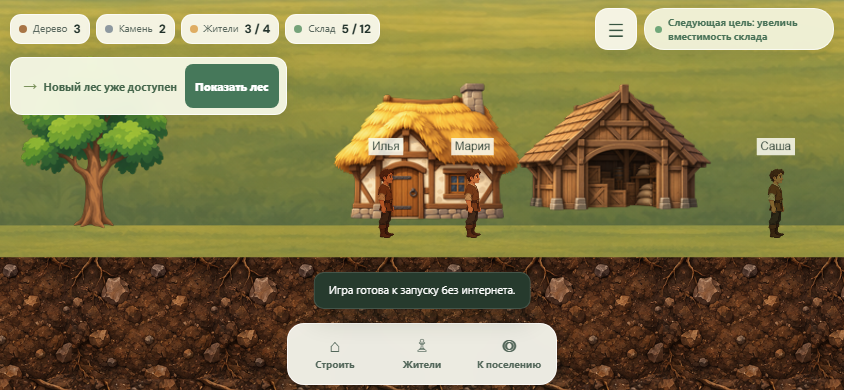 Дерево 3
Камень 2
Жители 3 / 4
Склад 5 / 12
Следующая цель: увеличь
вместимость склада
→ Новый лес уже доступен
Показать лес
Илья
Мария
Саша
Игра готова к запуску без интернета.
Строить
Жители
К поселению